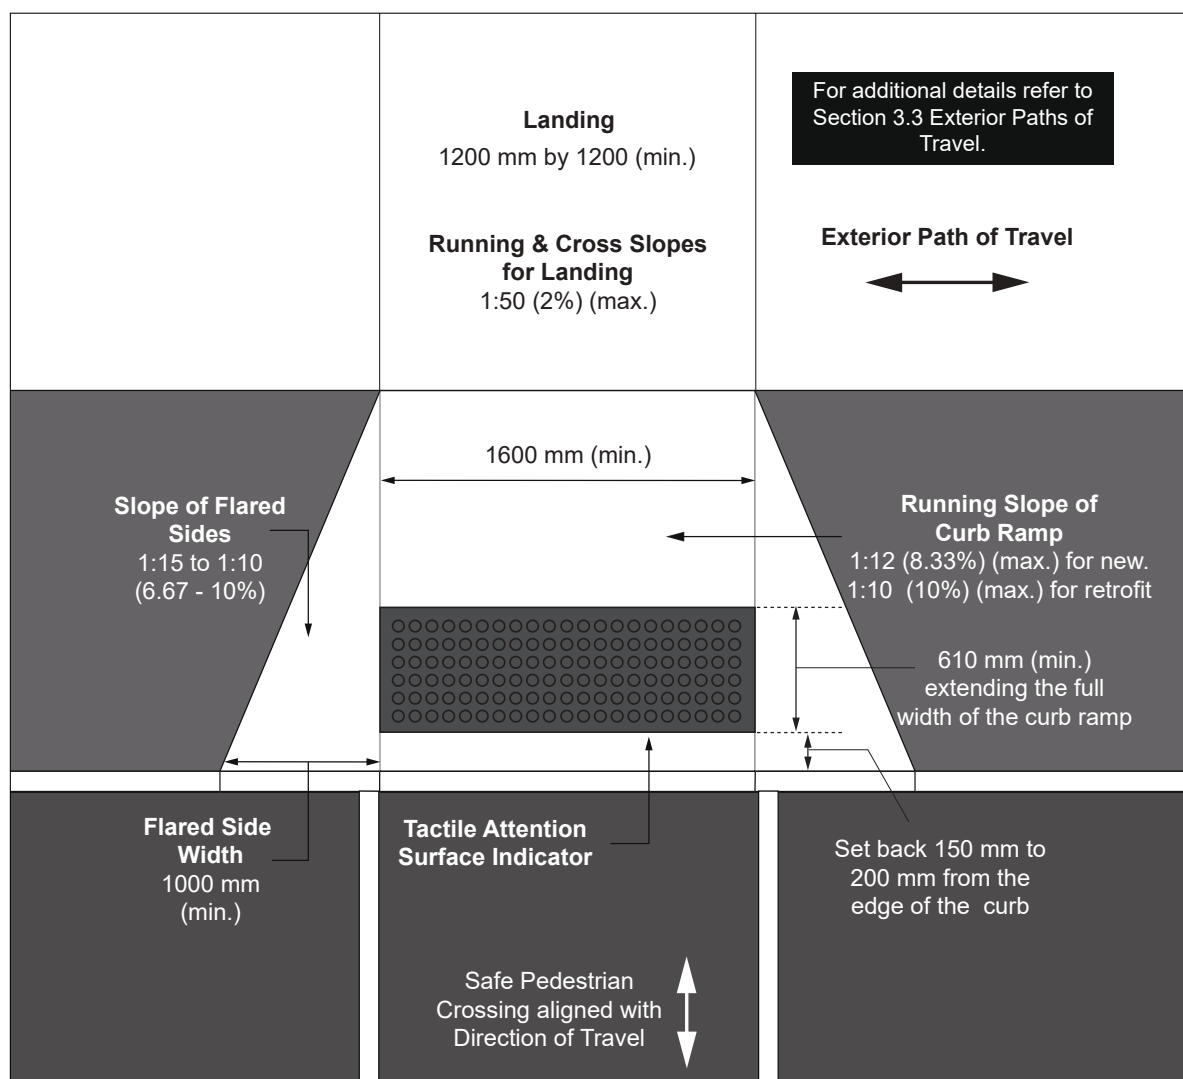 Landing
1200 mm by 1200 (min.)
For additional details refer to
Section 3.3 Exterior Paths of
Travel.
Running & Cross Slopes
for Landing
1:50 (2%) (max.)
Exterior Path of Travel
1600 mm (min.)
Slope of Flared
Sides
1:15 to 1:10
(6.67 - 10%)
Running Slope of
Curb Ramp
1:12 (8.33%) (max.) for new.
1:10 (10%) (max.) for retrofit
610 mm (min.)
extending the full
width of the curb ramp
Flared Side
Width
1000 mm
(min.)
Tactile Attention
Surface Indicator
Set back 150 mm to
200 mm from the
edge of the curb
Safe Pedestrian
Crossing aligned with
Direction of Travel